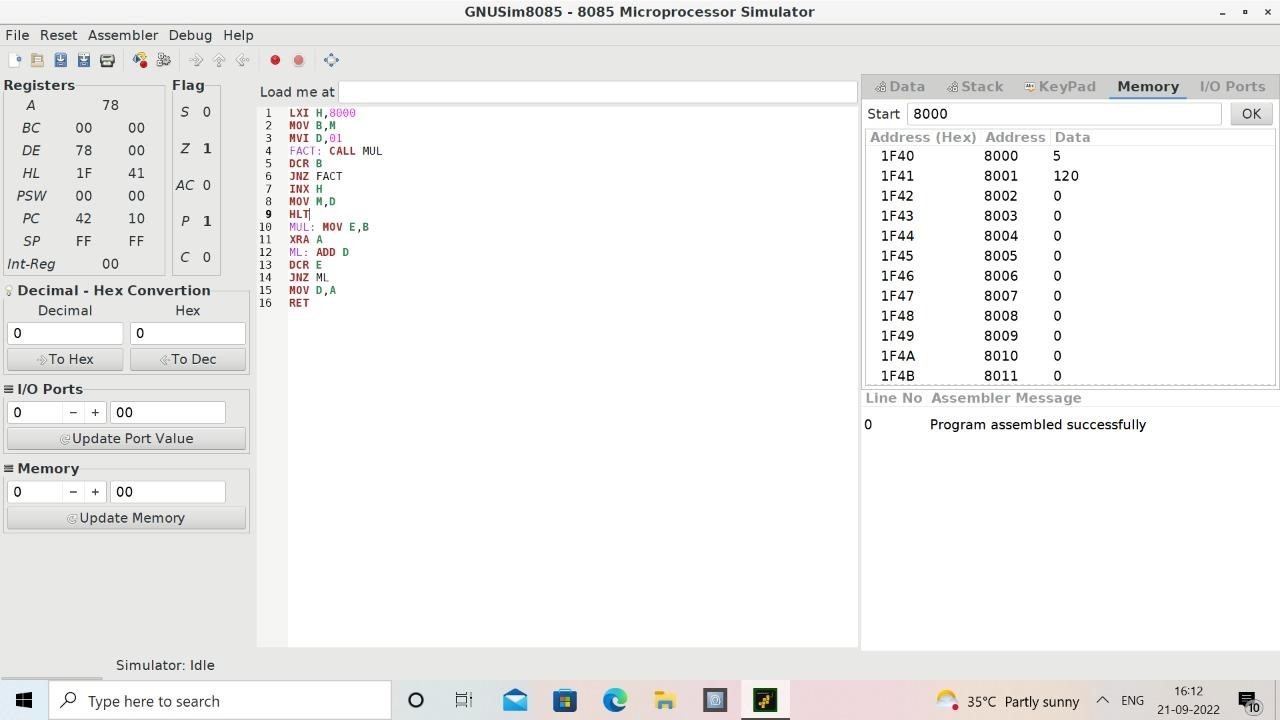 GNUSim8085 - 8085 Microprocessor Simulator
File Reset Assembler Debug Help
Registers
A 78
BC 00 00
DE 78 00
HL 1F 41
PSW 00 00
PC 42 10
SP FF FF
Int-Reg 00
Flag
S 0
Z 1
AC 0
P 1
C 0
Decimal - Hex Convertion
Decimal Hex
0 0
To Hex To Dec
I/O Ports
0 − + 00
Update Port Value
Memory
0 − + 00
Update Memory
Load me at
1 LXI H,8000
2 MOV B,M
3 MVI D,01
4 FACT: CALL MUL
5 DCR B
6 JNZ FACT
7 INX H
8 MOV M,D
9 HLT
10 MUL: MOV E,B
11 XRA A
12 ML: ADD D
13 DCR E
14 JNZ ML
15 MOV D,A
16 RET
Data Stack KeyPad Memory I/O Ports
Start 8000 OK
Address (Hex) Address Data
1F40 8000 5
1F41 8001 120
1F42 8002 0
1F43 8003 0
1F44 8004 0
1F45 8005 0
1F46 8006 0
1F47 8007 0
1F48 8008 0
1F49 8009 0
1F4A 8010 0
1F4B 8011 0
Line No Assembler Message
0 Program assembled successfully
Simulator: Idle
Type here to search
35°C Partly sunny
ENG
16:12
21-09-2022
10